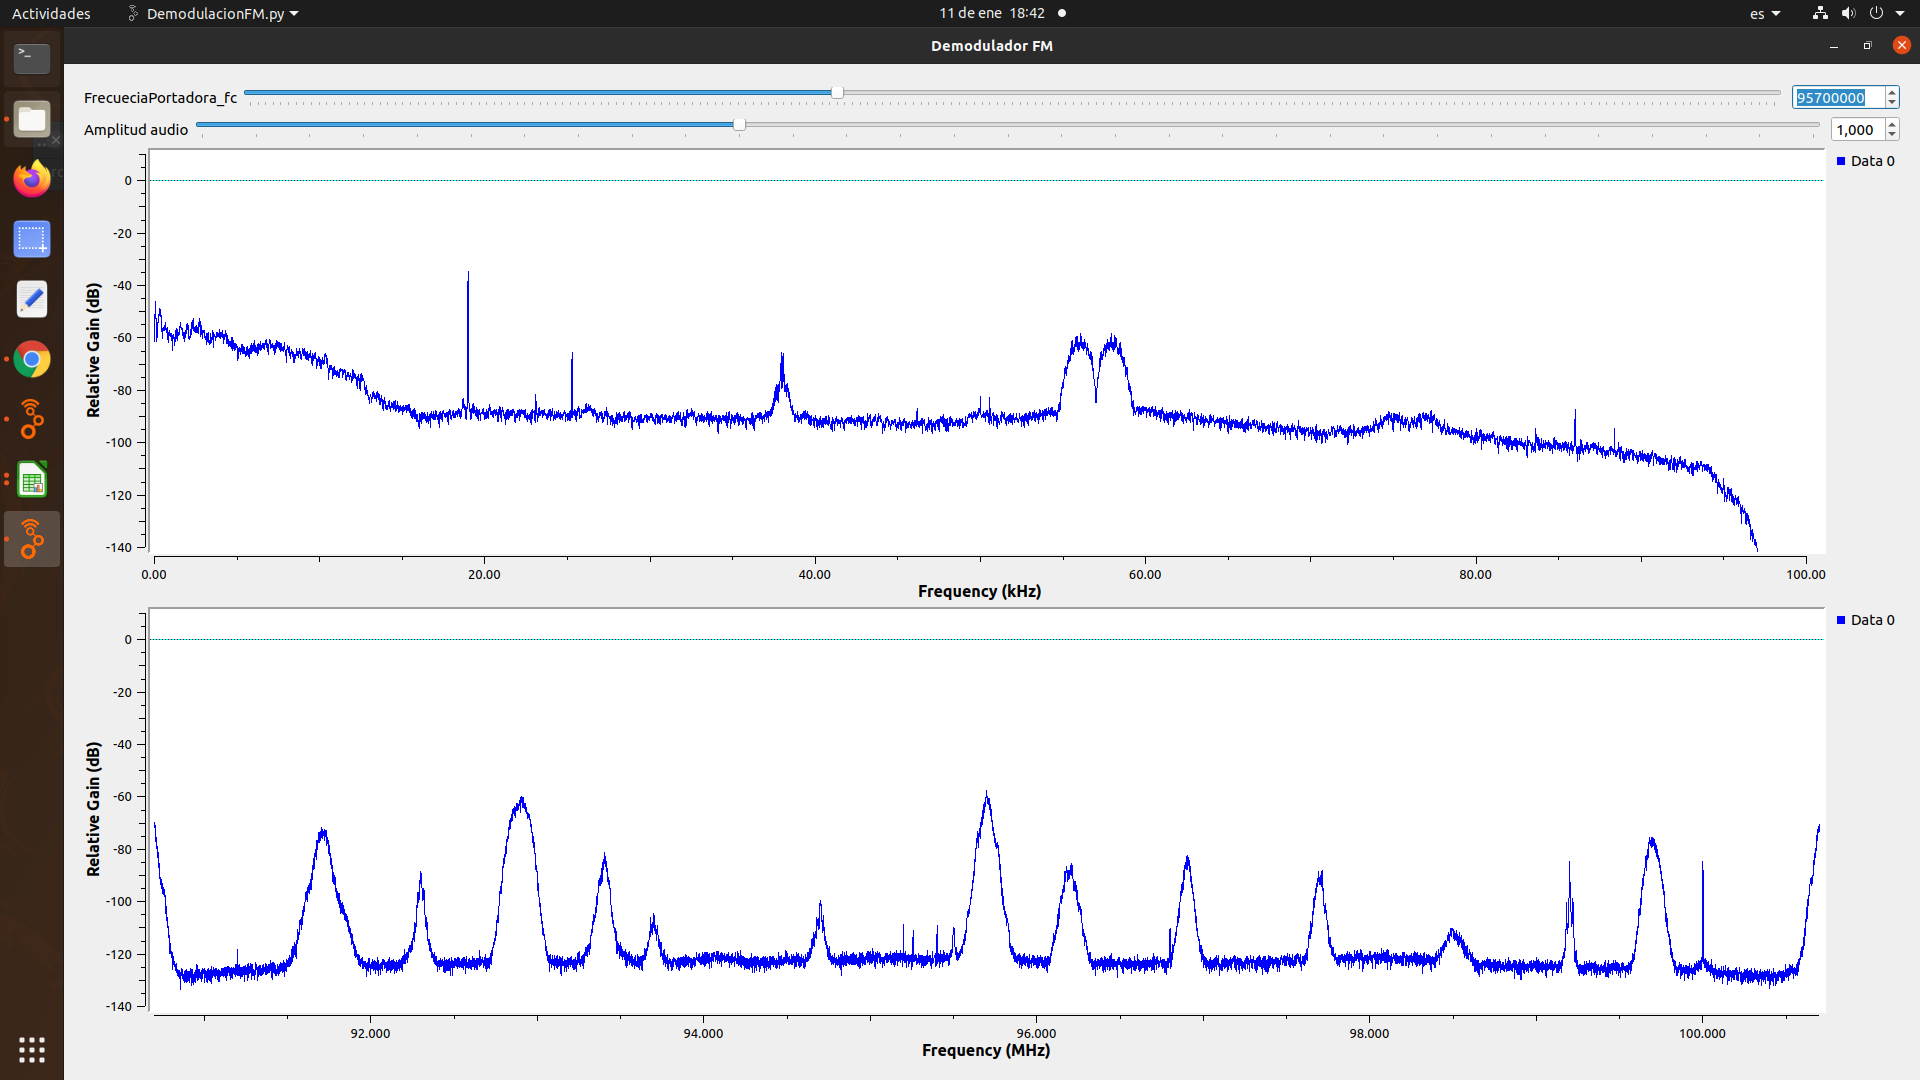 Actividades DemodulacionFM.py 11 de ene 18:42 es
Demodulador FM
FrecueciaPortadora_fc 95700000
Amplitud audio 1,000
Data 0
Relative Gain (dB)
0
-20
-40
-60
-80
-100
-120
-140
0.00 20.00 40.00 60.00 80.00 100.00
Frequency (kHz)
Data 0
Relative Gain (dB)
0
-20
-40
-60
-80
-100
-120
-140
92.000 94.000 96.000 98.000 100.000
Frequency (MHz)